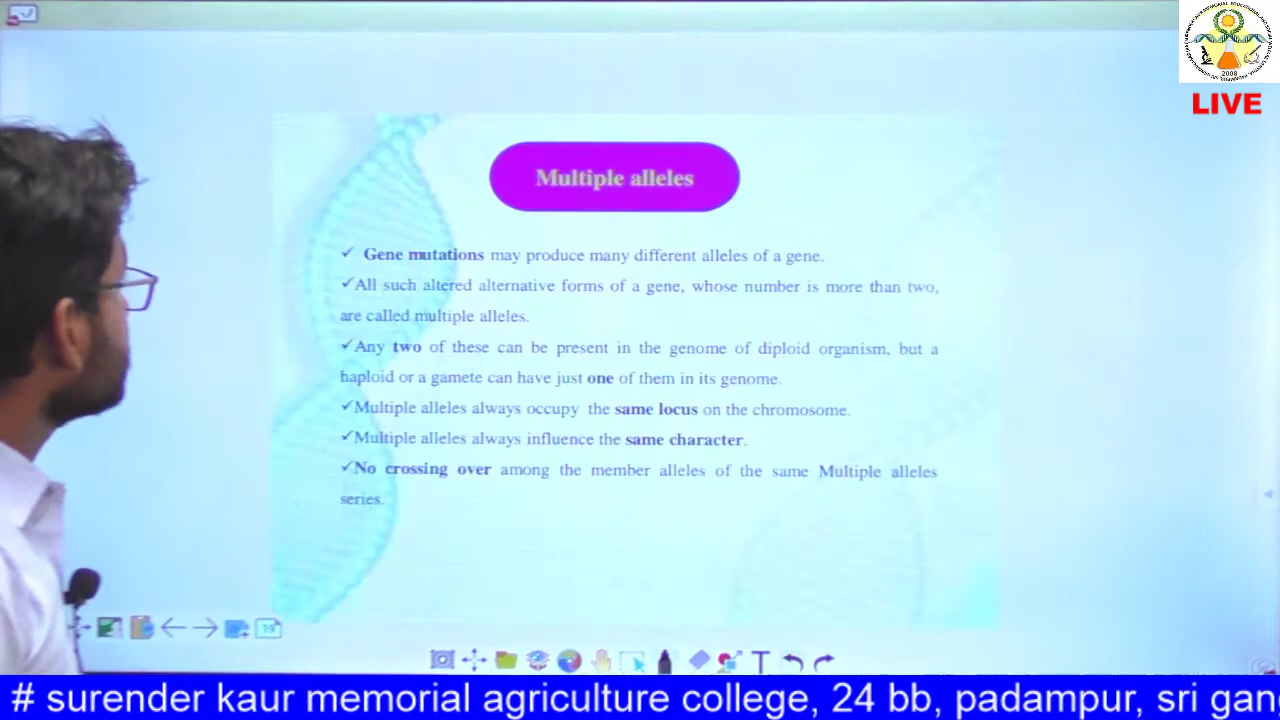 2008
LIVE
Multiple alleles
✓ Gene mutations may produce many different alleles of a gene.
✓All such altered alternative forms of a gene, whose number is more than two,
are called multiple alleles.
✓Any two of these can be present in the genome of diploid organism, but a
haploid or a gamete can have just one of them in its genome.
✓Multiple alleles always occupy the same locus on the chromosome.
✓Multiple alleles always influence the same character.
✓No crossing over among the member alleles of the same Multiple alleles
series.
19
# surender kaur memorial agriculture college, 24 bb, padampur, sri gan